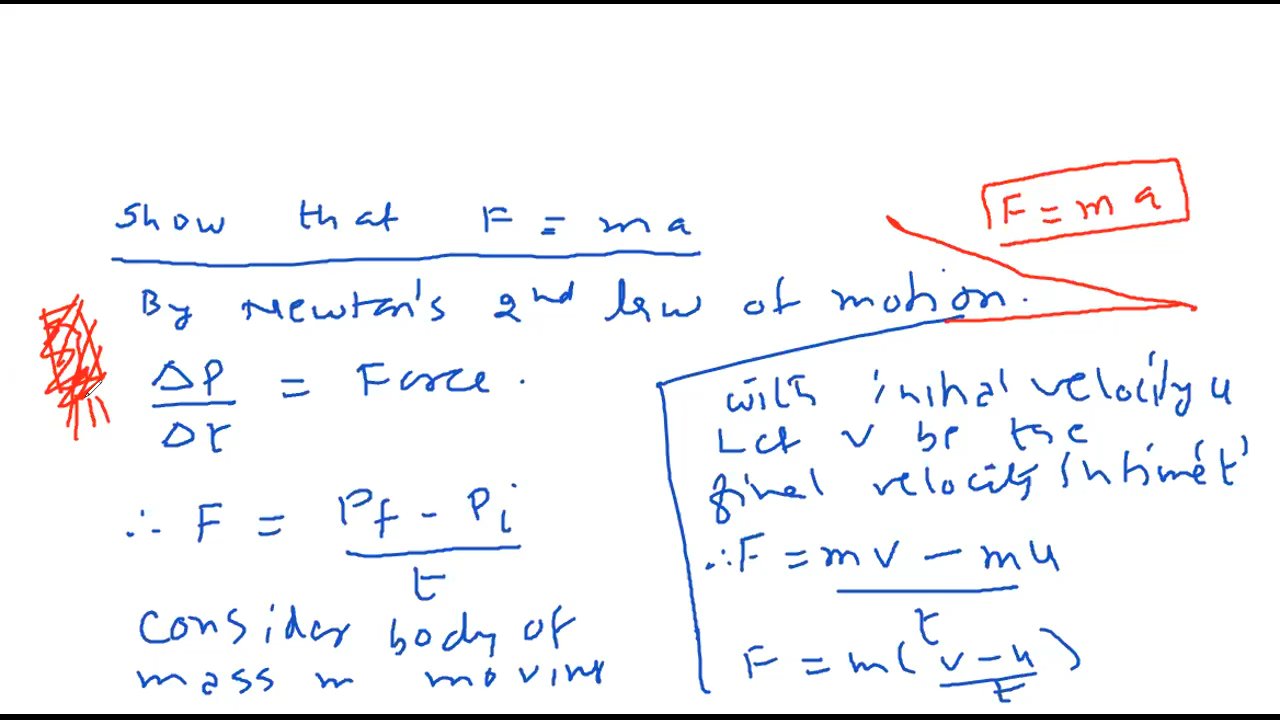 Show that F = ma
By Newton's 2nd law of motion.
ΔP/Δt = Force.
∴ F = Pf - Pi / t
Consider body of
mass m moving
F = ma
with initial velocity u
Let v be the
final velocity in time 't'
∴ F = mv - mu / t
F = m(v-u / t)